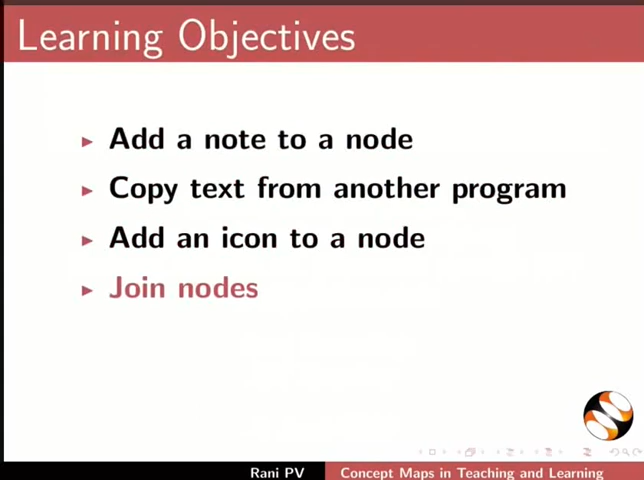 Learning Objectives
Add a note to a node
Copy text from another program
Add an icon to a node
Join nodes
Rani PV
Concept Maps in Teaching and Learning